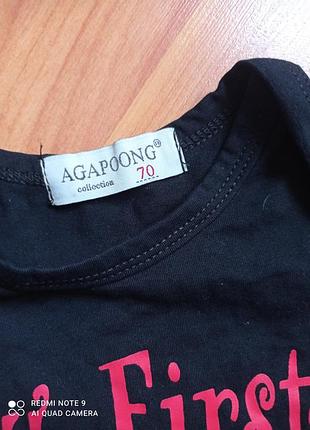 AGAPOONG®
collection
70
First
REDMI NOTE 9
AI QUAD CAMERA